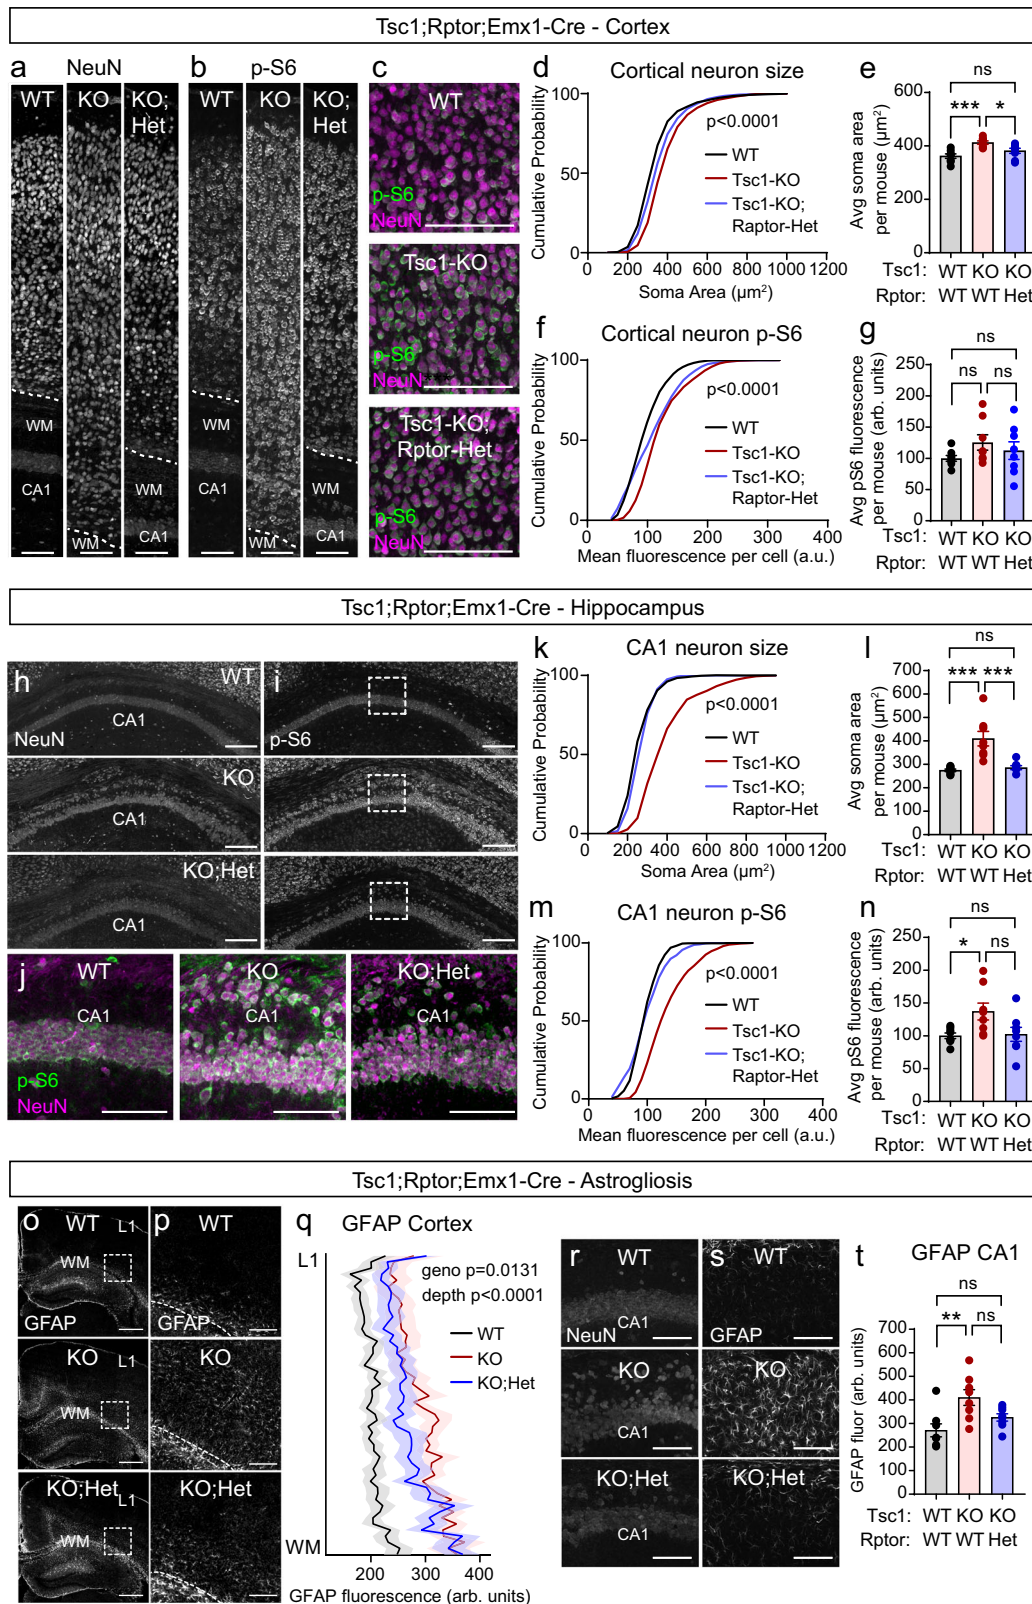 Tsc1;Rptor;Emx1-Cre - Cortex
a
NeuN
WT
KO
KO;
Het
WM
CA1
WM
WM
CA1
b
p-S6
WT
KO
KO;
Het
WM
CA1
WM
WM
CA1
c
WT
p-S6
NeuN
Tsc1-KO
p-S6
NeuN
Tsc1-KO;
Rptor-Het
p-S6
NeuN
d
Cortical neuron size
Cumulative Probability
100
50
0
p<0.0001
WT
Tsc1-KO
Tsc1-KO;
Raptor-Het
0 200 400 600 800 1000 1200
Soma Area (µm²)
e
ns
*** *
Avg soma area
per mouse (µm²)
600
400
200
0
Tsc1: WT KO KO
Rptor: WT WT Het
f
Cortical neuron p-S6
Cumulative Probability
100
50
0
p<0.0001
WT
Tsc1-KO
Tsc1-KO;
Raptor-Het
0 100 200 300 400
Mean fluorescence per cell (a.u.)
g
ns
ns ns
Avg pS6 fluorescence
per mouse (arb. units)
250
200
150
100
50
0
Tsc1: WT KO KO
Rptor: WT WT Het
Tsc1;Rptor;Emx1-Cre - Hippocampus
h
WT
CA1
NeuN
KO
CA1
KO;Het
CA1
i
p-S6
j
WT
CA1
p-S6
NeuN
KO
CA1
KO;Het
CA1
k
CA1 neuron size
Cumulative Probability
100
50
0
p<0.0001
WT
Tsc1-KO
Tsc1-KO;
Raptor-Het
200 400 600 800 1000 1200
Soma Area (µm²)
l
ns
*** ***
Avg soma area
per mouse (µm²)
700
600
500
400
300
200
100
0
Tsc1: WT KO KO
Rptor: WT WT Het
m
CA1 neuron p-S6
Cumulative Probability
100
50
0
p<0.0001
WT
Tsc1-KO
Tsc1-KO;
Raptor-Het
0 100 200 300 400
Mean fluorescence per cell (a.u.)
n
ns
* ns
Avg pS6 fluorescence
per mouse (arb. units)
250
200
150
100
50
0
Tsc1: WT KO KO
Rptor: WT WT Het
Tsc1;Rptor;Emx1-Cre - Astrogliosis
o
WT
L1
WM
GFAP
KO
L1
WM
KO;Het
L1
WM
p
WT
GFAP
KO
KO;Het
q
GFAP Cortex
L1
WM
geno p=0.0131
depth p<0.0001
WT
KO
KO;Het
200 300 400
GFAP fluorescence (arb. units)
r
WT
NeuN
CA1
KO
CA1
KO;Het
CA1
s
WT
GFAP
KO
KO;Het
t
GFAP CA1
ns
** ns
GFAP fluor (arb. units)
700
600
500
400
300
200
100
0
Tsc1: WT KO KO
Rptor: WT WT Het